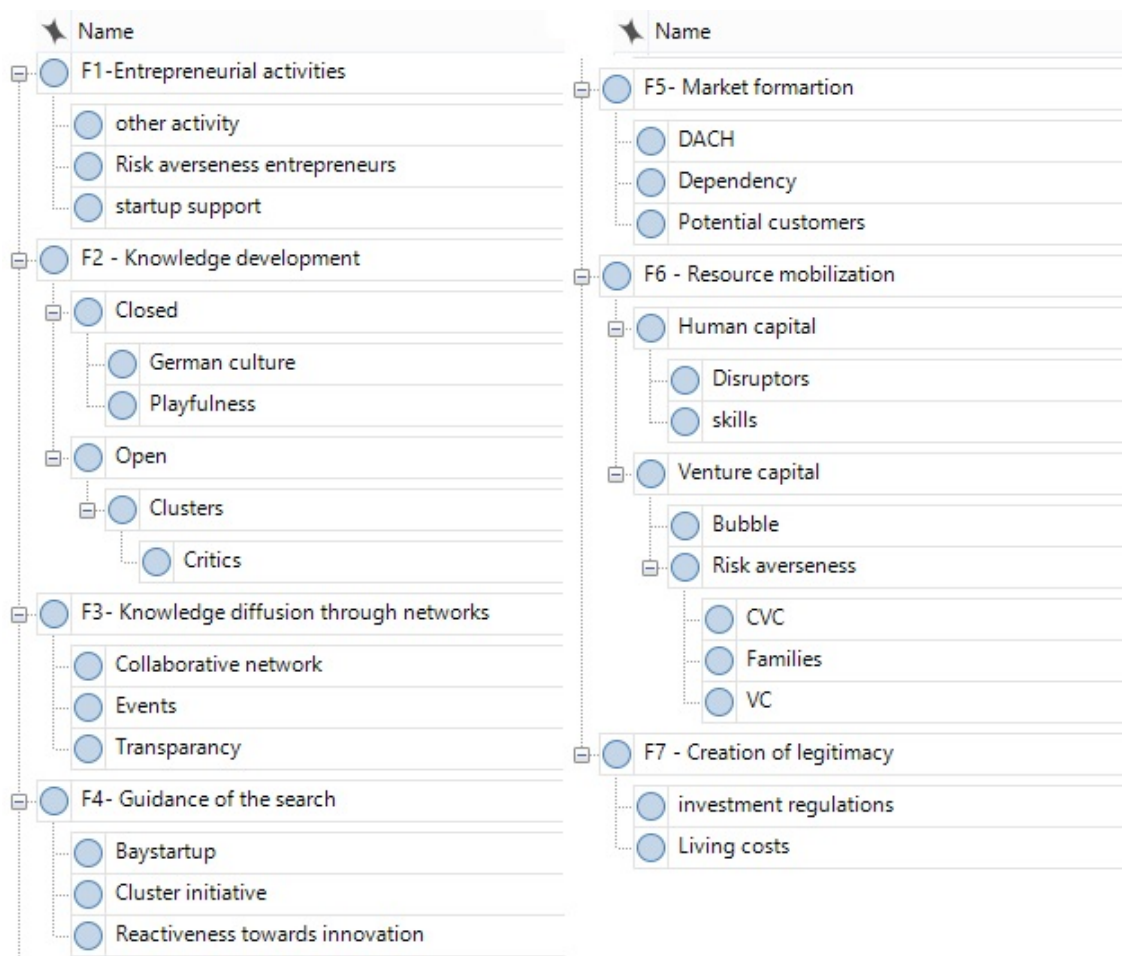 Name
F1-Entrepreneurial activities
other activity
Risk averseness entrepreneurs
startup support
F2 - Knowledge development
Closed
German culture
Playfulness
Open
Clusters
Critics
F3- Knowledge diffusion through networks
Collaborative network
Events
Transparancy
F4- Guidance of the search
Baystartup
Cluster initiative
Reactiveness towards innovation
Name
F5- Market formartion
DACH
Dependency
Potential customers
F6 - Resource mobilization
Human capital
Disruptors
skills
Venture capital
Bubble
Risk averseness
CVC
Families
VC
F7 - Creation of legitimacy
investment regulations
Living costs